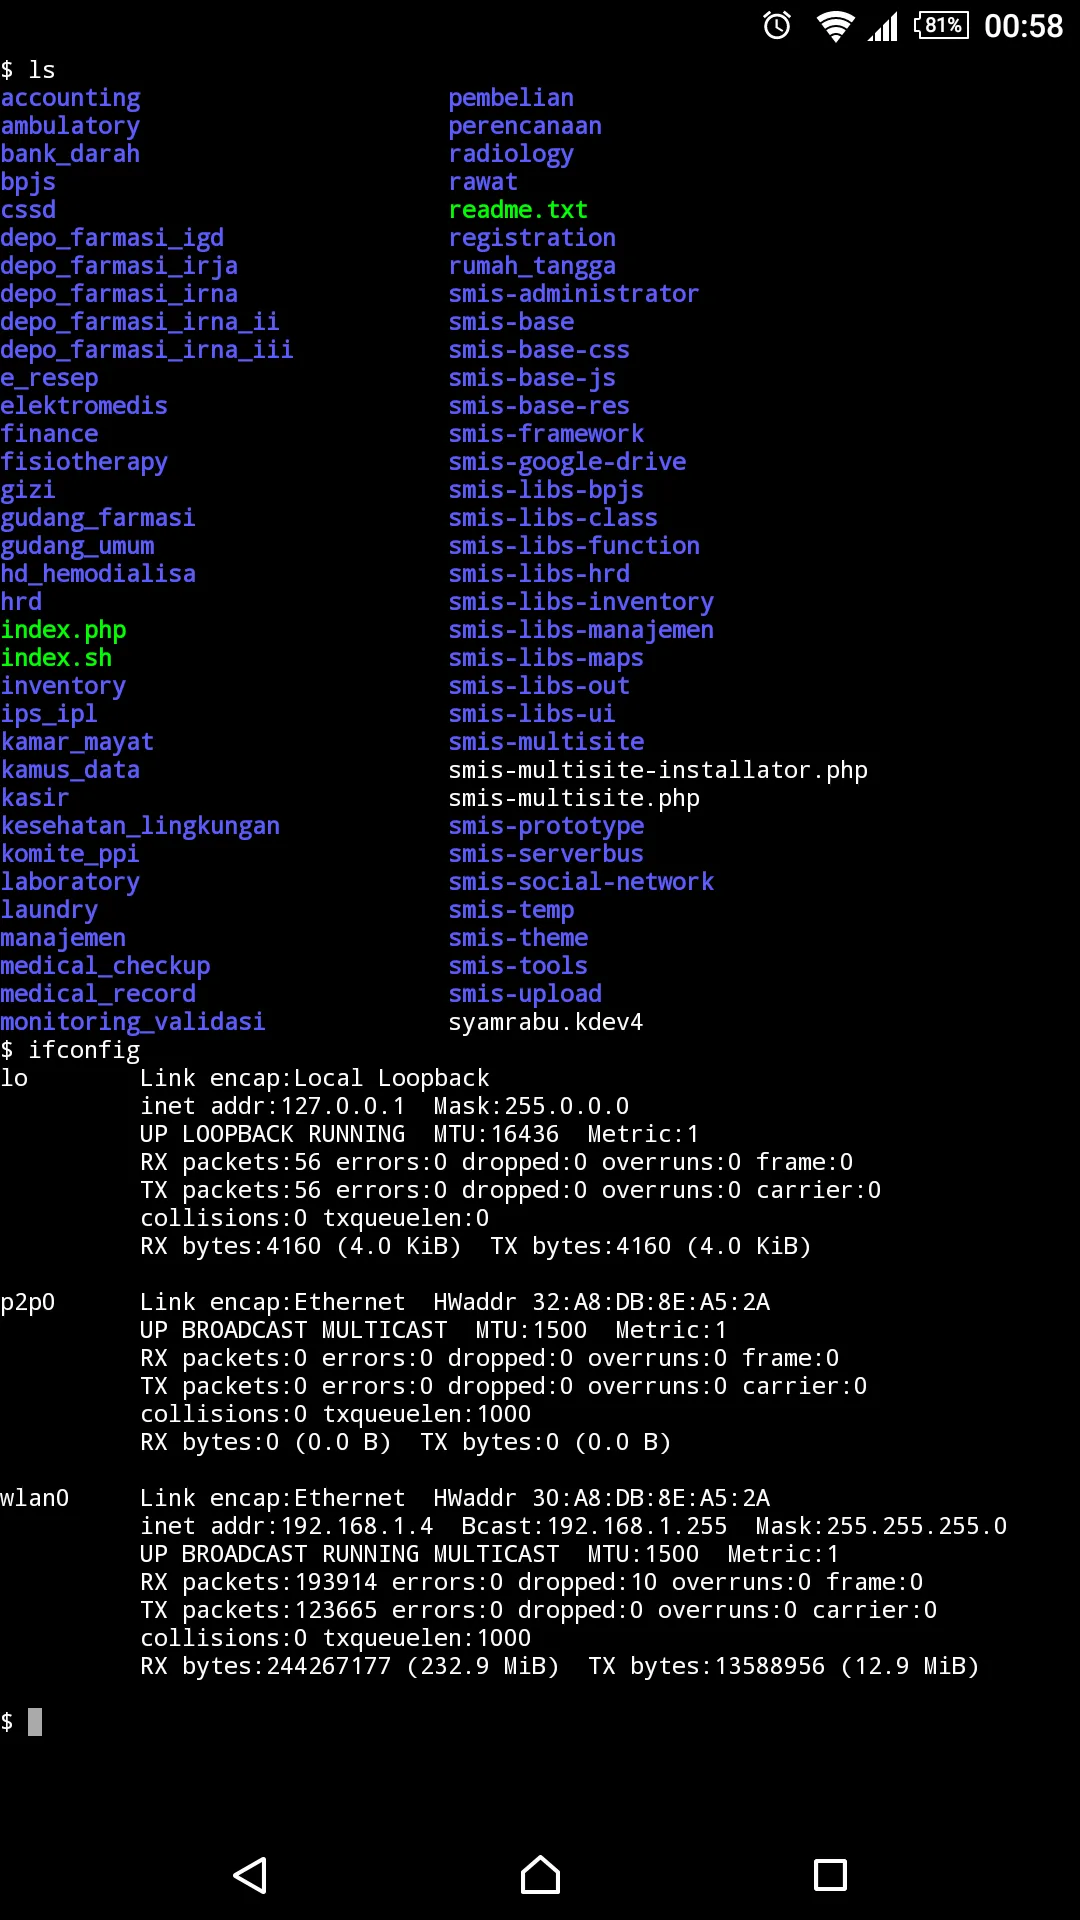 81% 00:58
$ ls
accounting pembelian
ambulatory perencanaan
bank_darah radiology
bpjs rawat
cssd readme.txt
depo_farmasi_igd registration
depo_farmasi_irja rumah_tangga
depo_farmasi_irna smis-administrator
depo_farmasi_irna_ii smis-base
depo_farmasi_irna_iii smis-base-css
e_resep smis-base-js
elektromedis smis-base-res
finance smis-framework
fisiotherapy smis-google-drive
gizi smis-libs-bpjs
gudang_farmasi smis-libs-class
gudang_umum smis-libs-function
hd_hemodialisa smis-libs-hrd
hrd smis-libs-inventory
index.php smis-libs-manajemen
index.sh smis-libs-maps
inventory smis-libs-out
ips_ipl smis-libs-ui
kamar_mayat smis-multisite
kamus_data smis-multisite-installator.php
kasir smis-multisite.php
kesehatan_lingkungan smis-prototype
komite_ppi smis-serverbus
laboratory smis-social-network
laundry smis-temp
manajemen smis-theme
medical_checkup smis-tools
medical_record smis-upload
monitoring_validasi syamrabu.kdev4
$ ifconfig
lo Link encap:Local Loopback
inet addr:127.0.0.1 Mask:255.0.0.0
UP LOOPBACK RUNNING MTU:16436 Metric:1
RX packets:56 errors:0 dropped:0 overruns:0 frame:0
TX packets:56 errors:0 dropped:0 overruns:0 carrier:0
collisions:0 txqueuelen:0
RX bytes:4160 (4.0 KiB) TX bytes:4160 (4.0 KiB)
p2p0 Link encap:Ethernet HWaddr 32:A8:DB:8E:A5:2A
UP BROADCAST MULTICAST MTU:1500 Metric:1
RX packets:0 errors:0 dropped:0 overruns:0 frame:0
TX packets:0 errors:0 dropped:0 overruns:0 carrier:0
collisions:0 txqueuelen:1000
RX bytes:0 (0.0 B) TX bytes:0 (0.0 B)
wlan0 Link encap:Ethernet HWaddr 30:A8:DB:8E:A5:2A
inet addr:192.168.1.4 Bcast:192.168.1.255 Mask:255.255.255.0
UP BROADCAST RUNNING MULTICAST MTU:1500 Metric:1
RX packets:193914 errors:0 dropped:10 overruns:0 frame:0
TX packets:123665 errors:0 dropped:0 overruns:0 carrier:0
collisions:0 txqueuelen:1000
RX bytes:244267177 (232.9 MiB) TX bytes:13588956 (12.9 MiB)
$